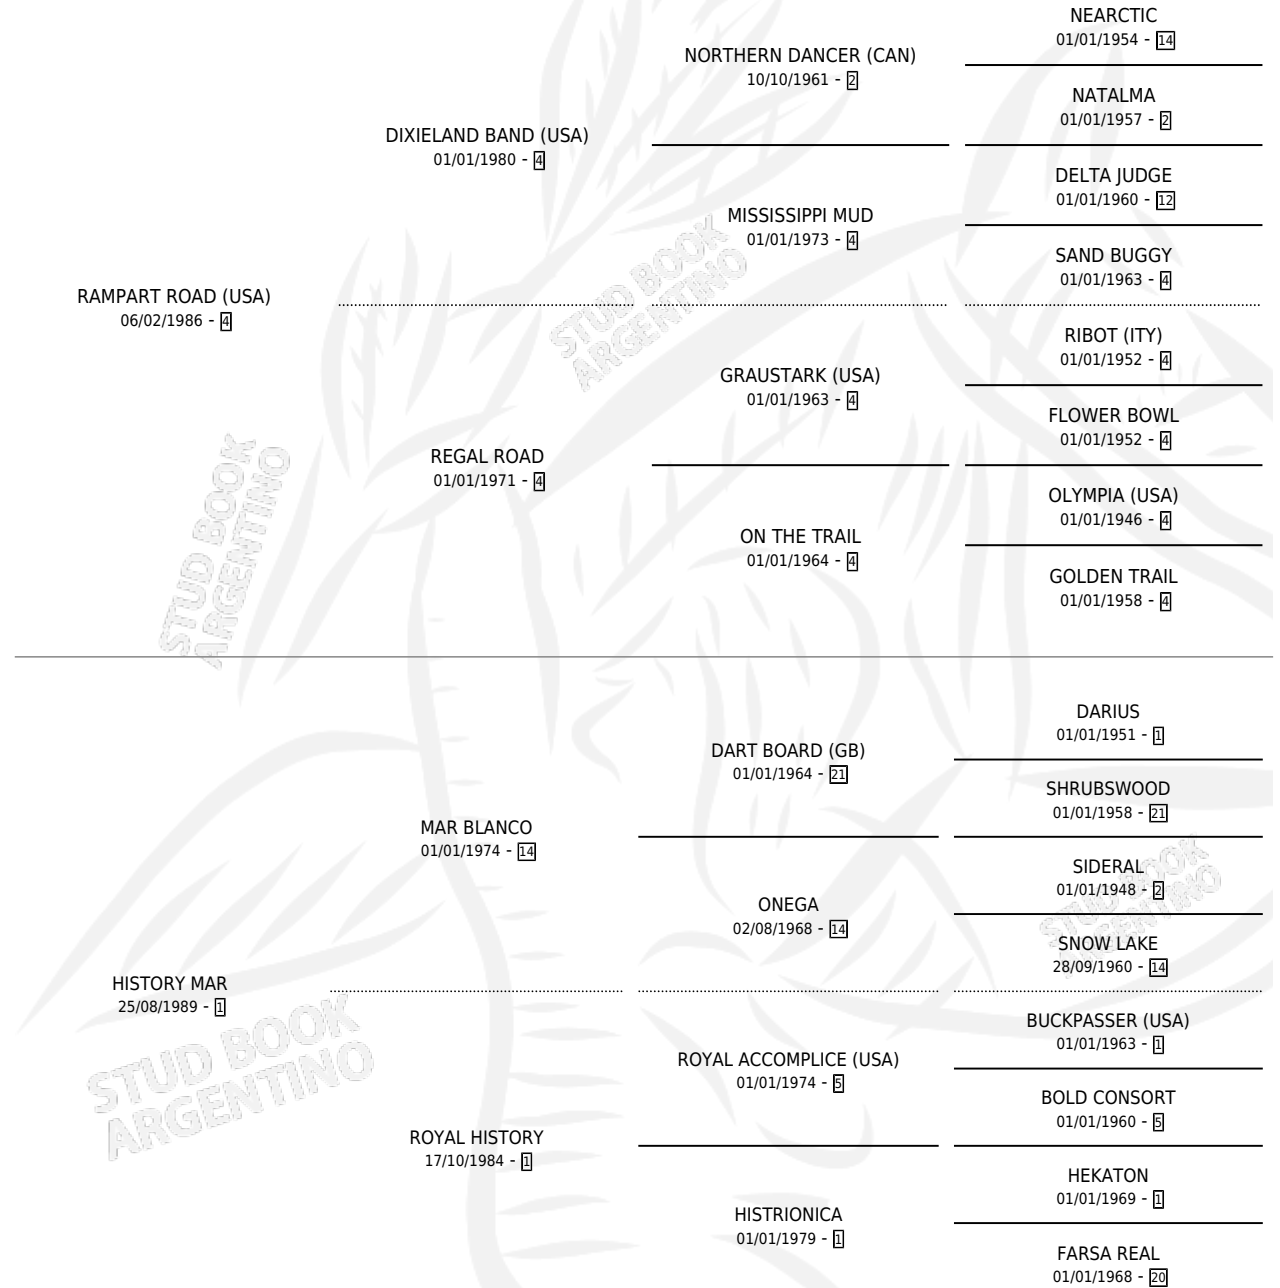 NEARCTIC
01/01/1954 - 14
NORTHERN DANCER (CAN)
10/10/1961 - 2
NATALMA
01/01/1957 - 2
DIXIELAND BAND (USA)
01/01/1980 - 4
DELTA JUDGE
01/01/1960 - 12
MISSISSIPPI MUD
01/01/1973 - 4
SAND BUGGY
01/01/1963 - 4
RAMPART ROAD (USA)
06/02/1986 - 4
RIBOT (ITY)
01/01/1952 - 4
GRAUSTARK (USA)
01/01/1963 - 4
FLOWER BOWL
01/01/1952 - 4
REGAL ROAD
01/01/1971 - 4
OLYMPIA (USA)
01/01/1946 - 4
ON THE TRAIL
01/01/1964 - 4
GOLDEN TRAIL
01/01/1958 - 4
DARIUS
01/01/1951 - 1
DART BOARD (GB)
01/01/1964 - 21
SHRUBSWOOD
01/01/1958 - 21
MAR BLANCO
01/01/1974 - 14
SIDERAL
01/01/1948 - 2
ONEGA
02/08/1968 - 14
SNOW LAKE
28/09/1960 - 14
HISTORY MAR
25/08/1989 - 1
BUCKPASSER (USA)
01/01/1963 - 1
ROYAL ACCOMPLICE (USA)
01/01/1974 - 5
BOLD CONSORT
01/01/1960 - 5
ROYAL HISTORY
17/10/1984 - 1
HEKATON
01/01/1969 - 1
HISTRIONICA
01/01/1979 - 1
FARSA REAL
01/01/1968 - 20
STUD BOOK
ARGENTINO
STUD BOOK
ARGENTINO
STUD BOOK
ARGENTINO
STUD BOOK
ARGENTINO